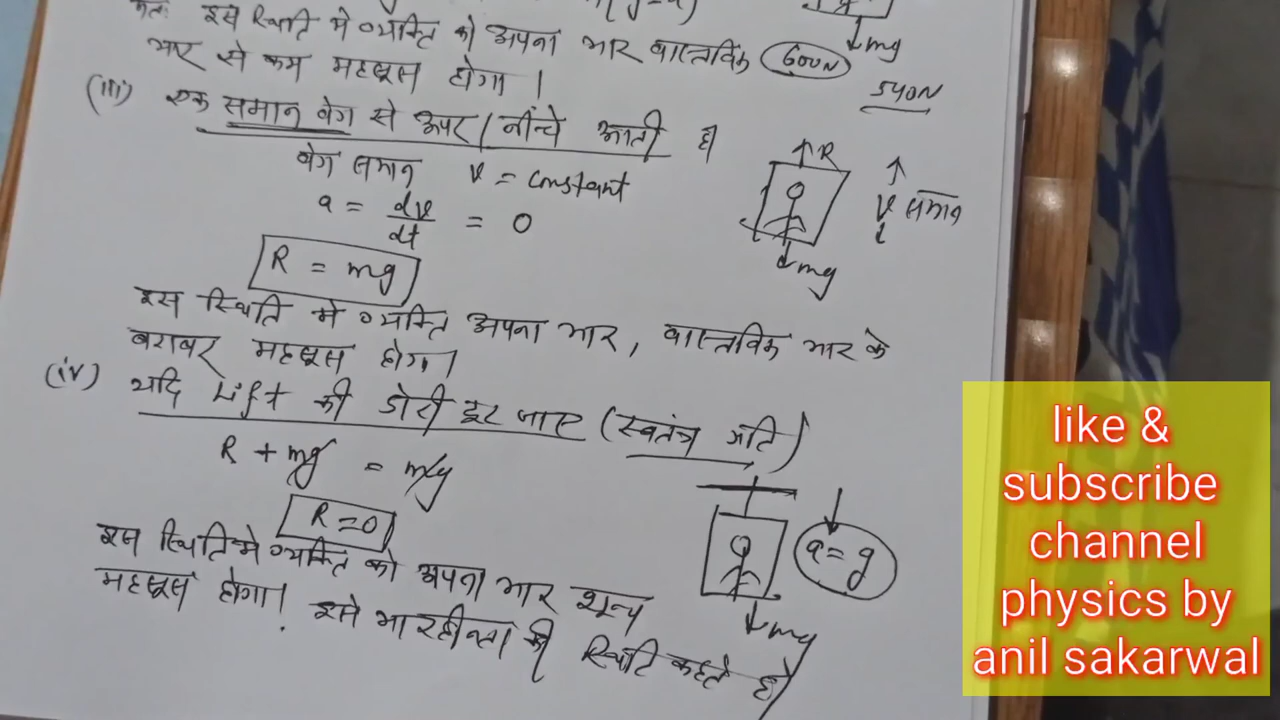 अतः इस स्थिति मे व्यक्ति को अपना भार वास्तविक 600N
भार से कम महसूस होगा ।
mg
540N
(iii) एक समान वेग से ऊपर / नीचे आती है
वेग समान v = constant
a = dv/dt = 0
R = mg
R
mg
v समान
इस स्थिति मे व्यक्ति अपना भार, वास्तविक भार के
बराबर महसूस होगा।
(iv) यदि Lift की डोरी टूट जाए (स्वतंत्र गति)
R + mg = mg
R=0
a=g
mg
इस स्थिति मे व्यक्ति को अपना भार शून्य
महसूस होगा। इसे भारहीनता की स्थिति कहते है
like &
subscribe
channel
physics by
anil sakarwal